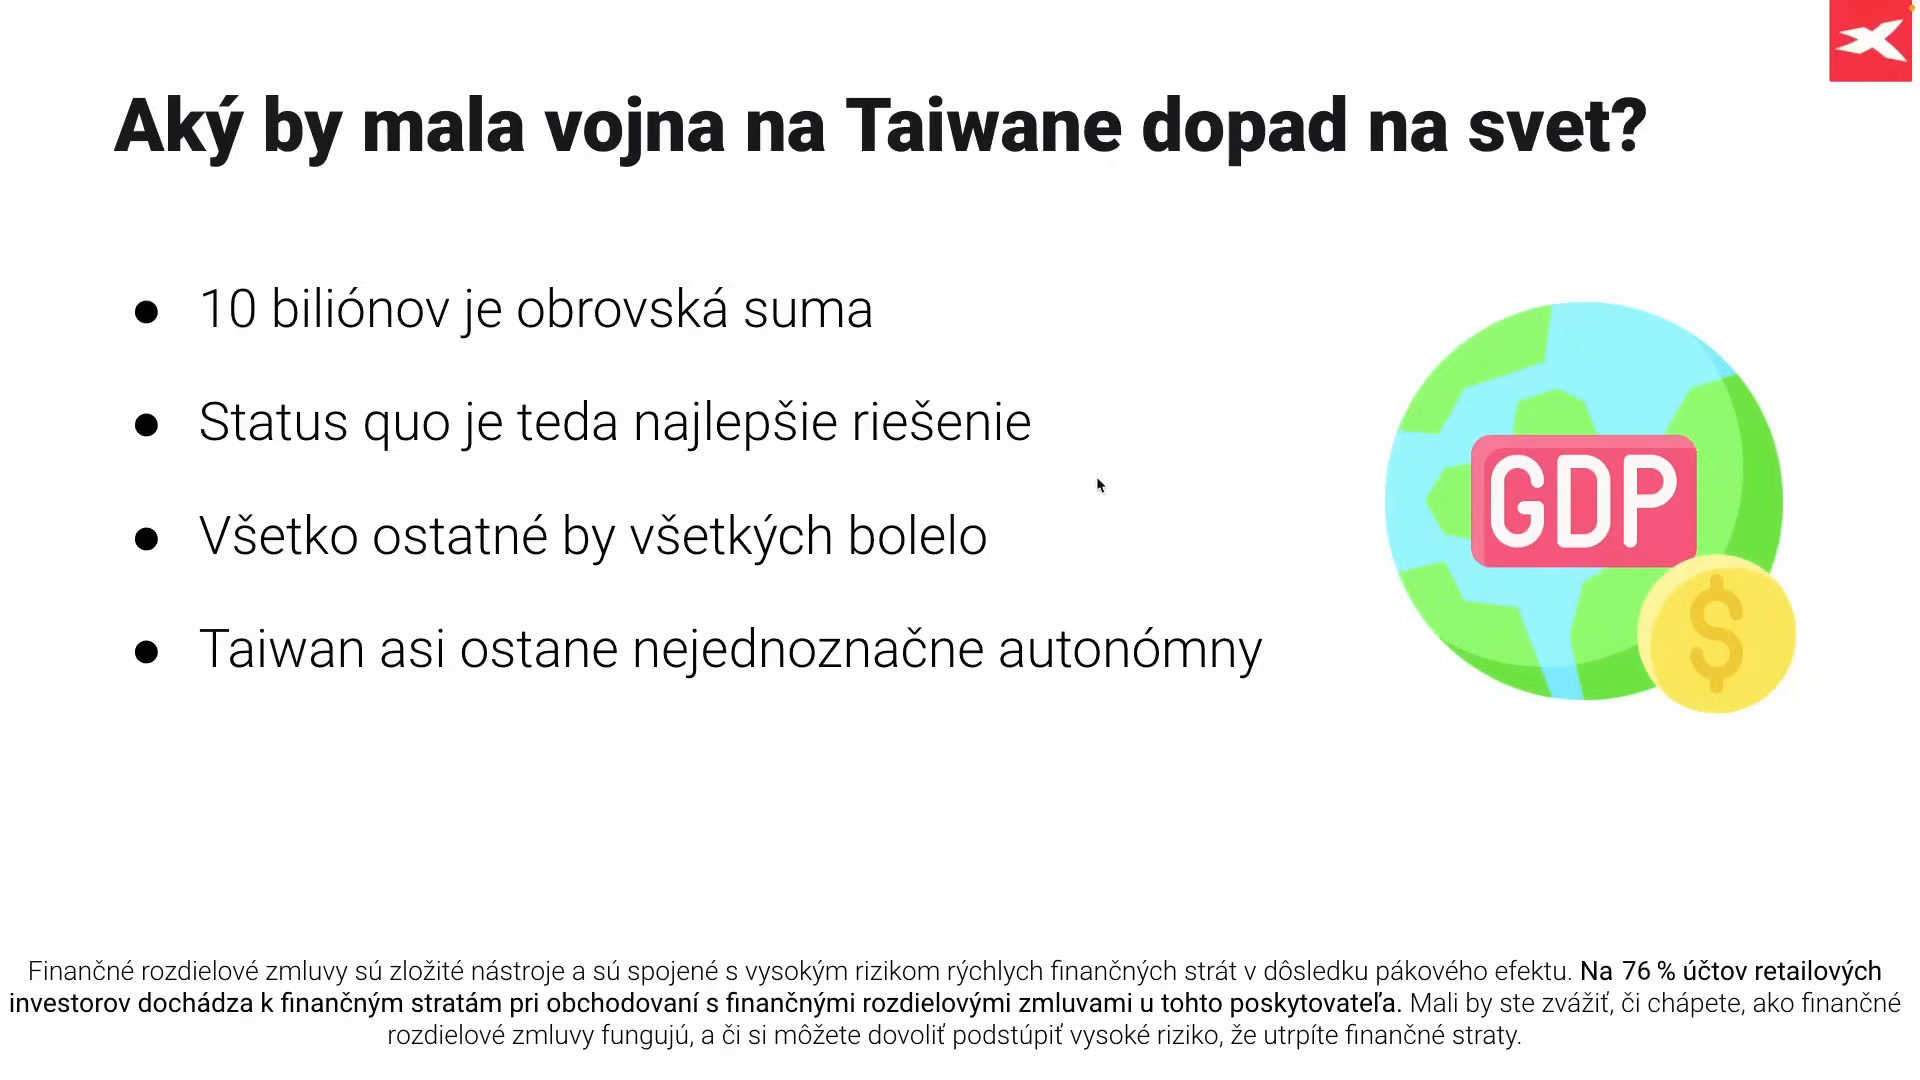 Aký by mala vojna na Taiwane dopad na svet?
● 10 biliónov je obrovská suma
● Status quo je teda najlepšie riešenie
● Všetko ostatné by všetkých bolelo
● Taiwan asi ostane nejednoznačne autonómny
GDP
$
Finančné rozdielové zmluvy sú zložité nástroje a sú spojené s vysokým rizikom rýchlych finančných strát v dôsledku pákového efektu. Na 76 % účtov retailových
investorov dochádza k finančným stratám pri obchodovaní s finančnými rozdielovými zmluvami u tohto poskytovateľa. Mali by ste zvážiť, či chápete, ako finančné
rozdielové zmluvy fungujú, a či si môžete dovoliť podstúpiť vysoké riziko, že utrpíte finančné straty.